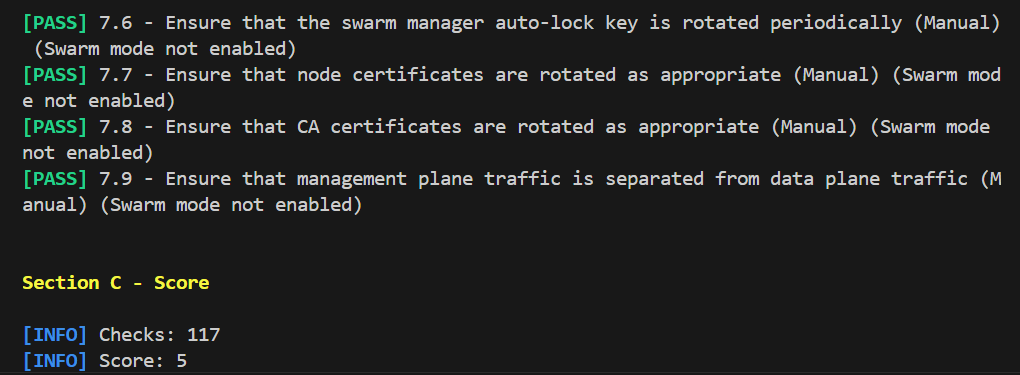 [PASS] 7.6 - Ensure that the swarm manager auto-lock key is rotated periodically (Manual)
 (Swarm mode not enabled)
[PASS] 7.7 - Ensure that node certificates are rotated as appropriate (Manual) (Swarm mod
e not enabled)
[PASS] 7.8 - Ensure that CA certificates are rotated as appropriate (Manual) (Swarm mode
not enabled)
[PASS] 7.9 - Ensure that management plane traffic is separated from data plane traffic (M
anual) (Swarm mode not enabled)
Section C - Score
[INFO] Checks: 117
[INFO] Score: 5